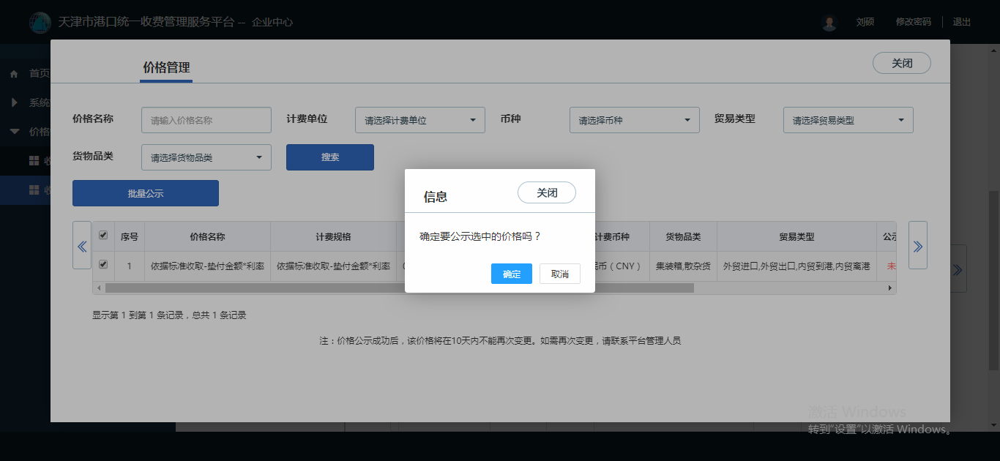 天津市港口统一收费管理服务平台 -- 企业中心
刘硕
修改密码
退出
首页
系统
价格
价格管理
关闭
价格名称
请输入价格名称
计费单位
请选择计费单位
币种
请选择币种
贸易类型
请选择贸易类型
货物品类
请选择货物品类
搜索
批量公示
信息
关闭
确定要公示选中的价格吗？
确定
取消
序号
价格名称
计费规格
计费币种
货物品类
贸易类型
公示
1
依据标准收取-垫付金额*利率
依据标准收取-垫付金额*利率
民币（CNY）
集装箱,散杂货
外贸进口,外贸出口,内贸到港,内贸离港
未
显示第 1 到第 1 条记录，总共 1 条记录
注：价格公示成功后，该价格将在10天内不能再次变更。如需再次变更，请联系平台管理人员
激活 Windows
转到"设置"以激活 Windows。